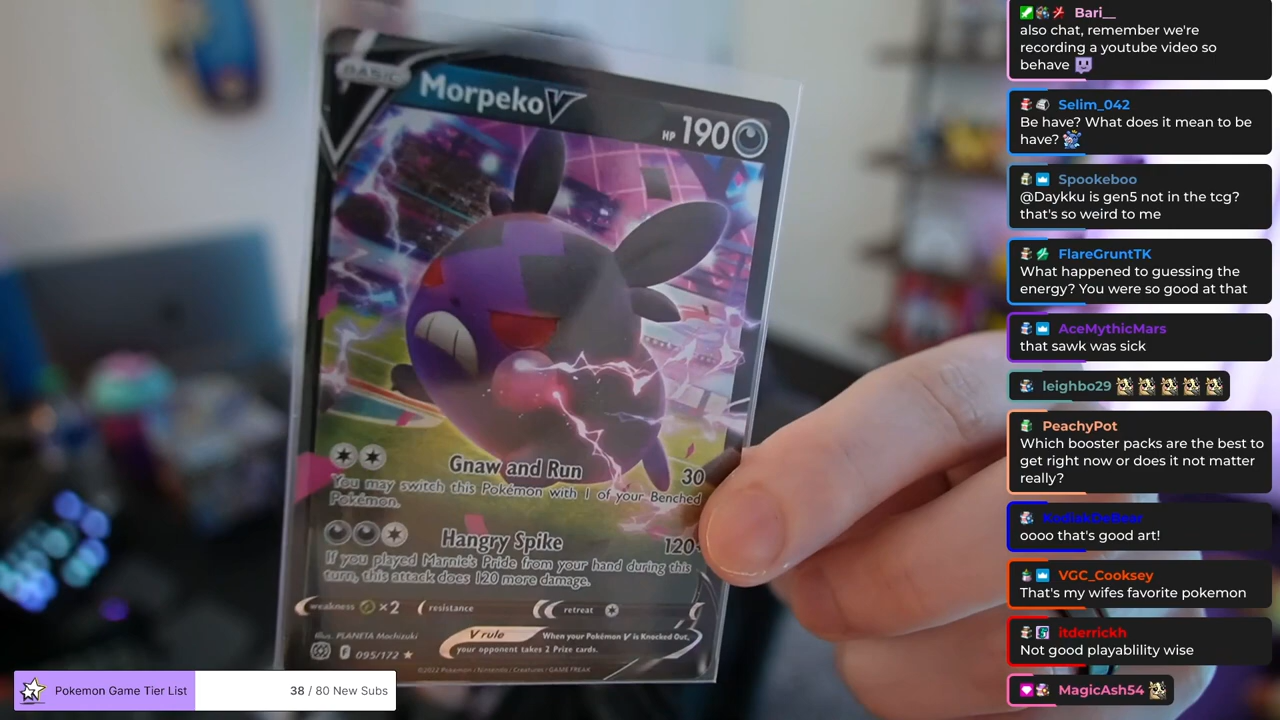 BASIC
Morpeko V
HP 190
Gnaw and Run 30
You may switch this Pokémon with 1 of your Benched
Pokémon.
Hangry Spike 120
If you played Marnie's Pride from your hand during this
turn, this attack does 120 more damage.
weakness ×2 resistance retreat
Illus. PLANETA Mochizuki
095/172 ★
V rule When your Pokémon V is Knocked Out,
your opponent takes 2 Prize cards.
©2022 Pokémon / Nintendo / Creatures / GAME FREAK
Pokemon Game Tier List 38 / 80 New Subs
Bari__
also chat, remember we're
recording a youtube video so
behave
Selim_042
Be have? What does it mean to be
have?
Spookeboo
@Daykku is gen5 not in the tcg?
that's so weird to me
FlareGruntTK
What happened to guessing the
energy? You were so good at that
AceMythicMars
that sawk was sick
leighbo29
PeachyPot
Which booster packs are the best to
get right now or does it not matter
really?
KodiakDeBear
oooo that's good art!
VGC_Cooksey
That's my wifes favorite pokemon
itderrickh
Not good playablility wise
MagicAsh54